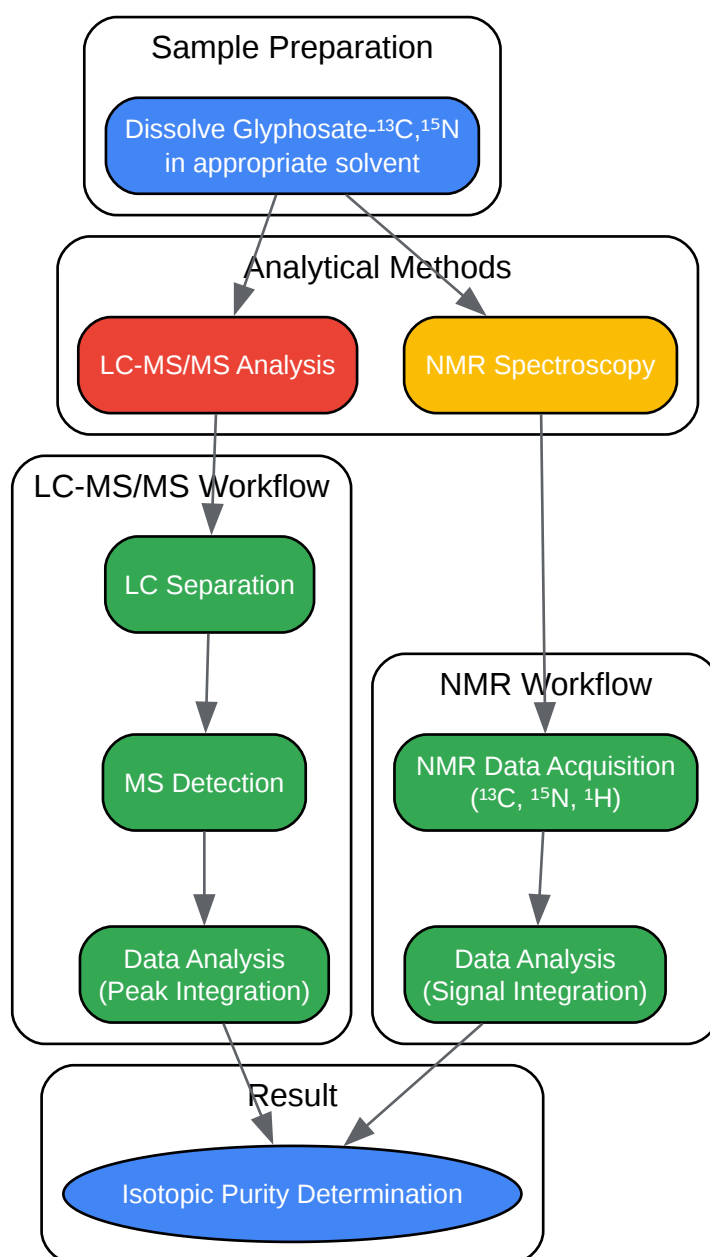 Sample Preparation
Dissolve Glyphosate-¹³C,¹⁵N
in appropriate solvent
Analytical Methods
LC-MS/MS Analysis
NMR Spectroscopy
LC-MS/MS Workflow
LC Separation
MS Detection
Data Analysis
(Peak Integration)
NMR Workflow
NMR Data Acquisition
(¹³C, ¹⁵N, ¹H)
Data Analysis
(Signal Integration)
Result
Isotopic Purity Determination